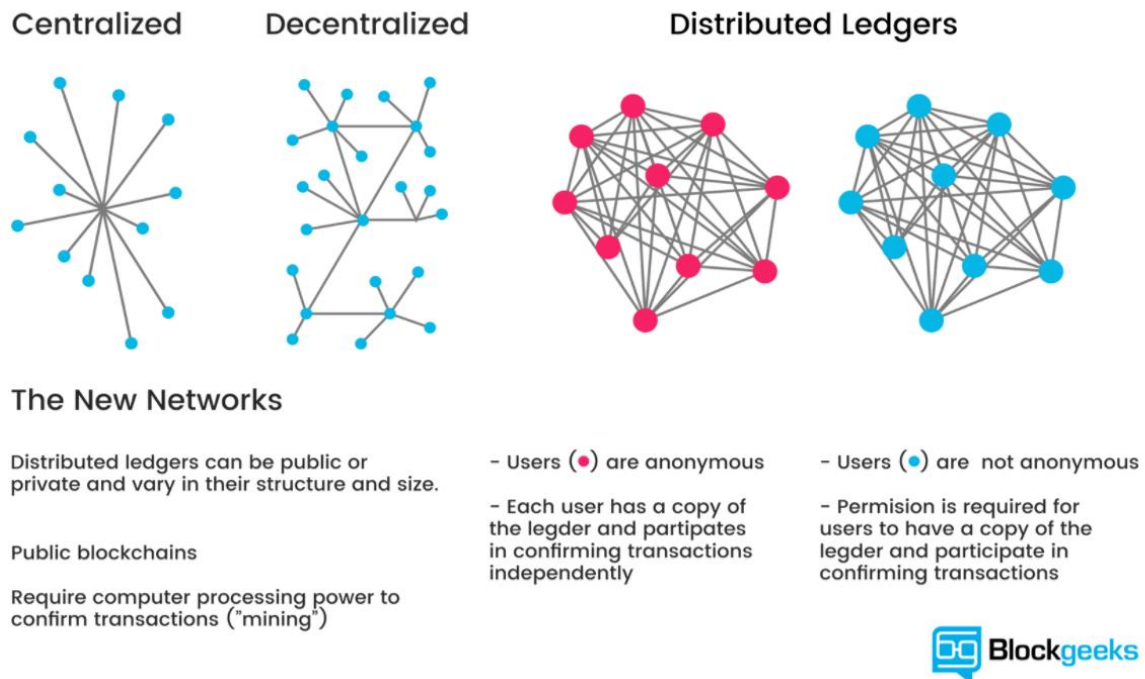 Centralized
Decentralized
Distributed Ledgers
The New Networks
Distributed ledgers can be public or
private and vary in their structure and size.
Public blockchains
Require computer processing power to
confirm transactions ("mining")
- Users (●) are anonymous
- Each user has a copy of
the legder and partipates
in confirming transactions
independently
- Users (●) are not anonymous
- Permision is required for
users to have a copy of the
legder and participate in
confirming transactions
Blockgeeks